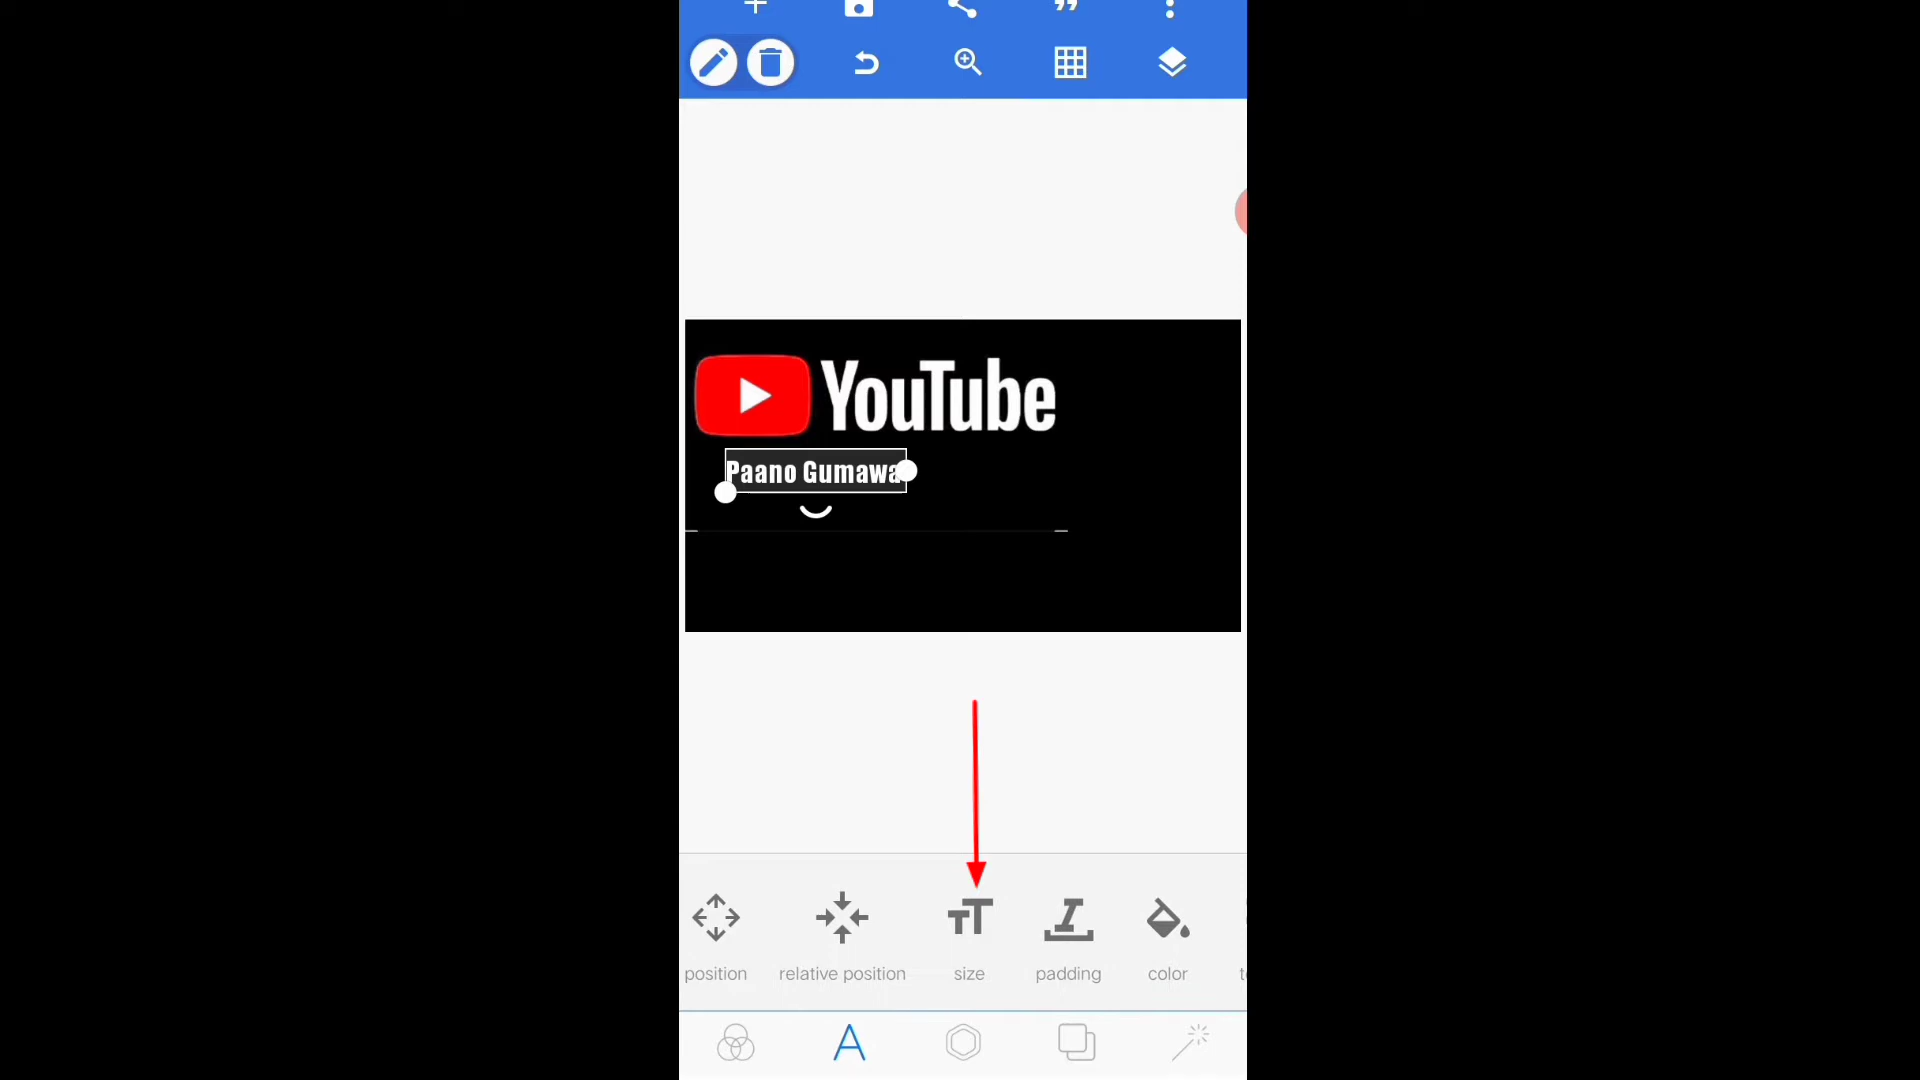 YouTube
Paano Gumawa
position relative position size padding color